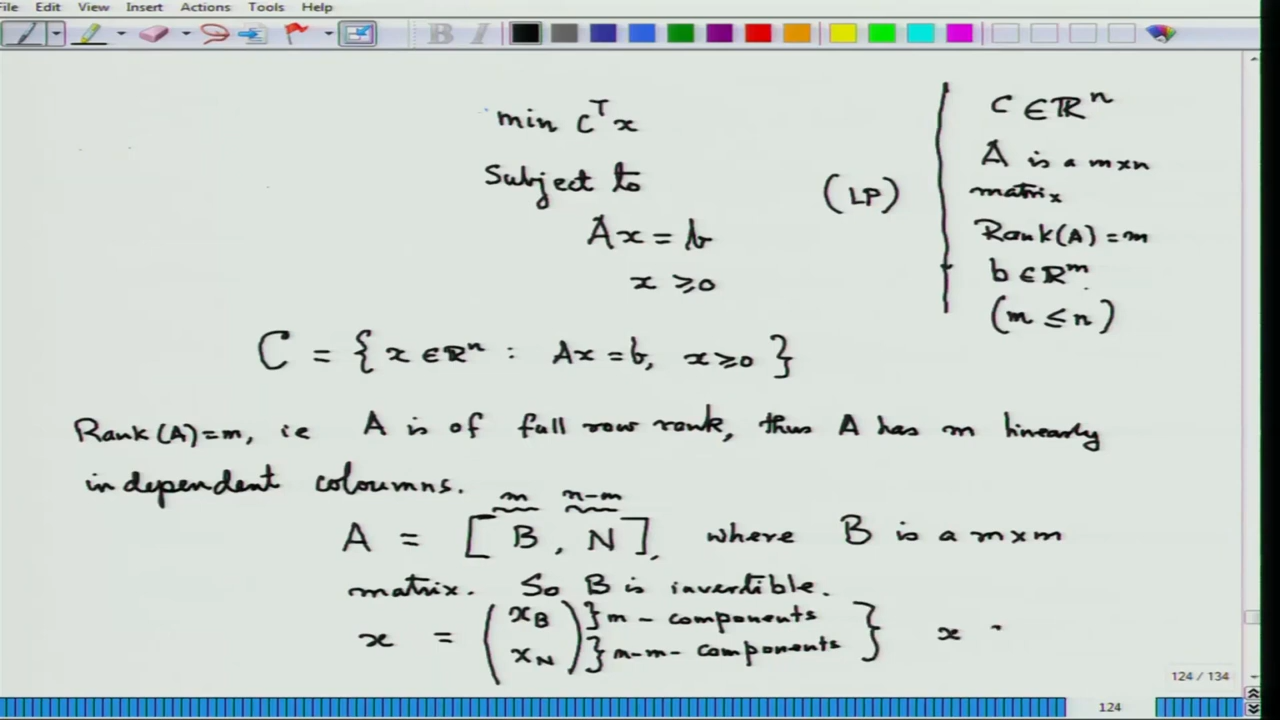 File Edit View Insert Actions Tools Help
min c^T x
Subject to
Ax = b
x ≥ 0
(LP)
c ∈ ℝ^n
A is a m×n
matrix
Rank(A) = m
b ∈ ℝ^m
(m ≤ n)
C = { x ∈ ℝ^n : Ax = b, x ≥ 0 }
Rank (A) = m, ie A is of full row rank, thus A has m linearly
independent coloumns.
m n-m
A = [ B , N ], where B is a m×m
matrix. So B is invertible.
x = ( x_B ) } m - components
( x_N ) } n-m- components } x
124 / 134
124